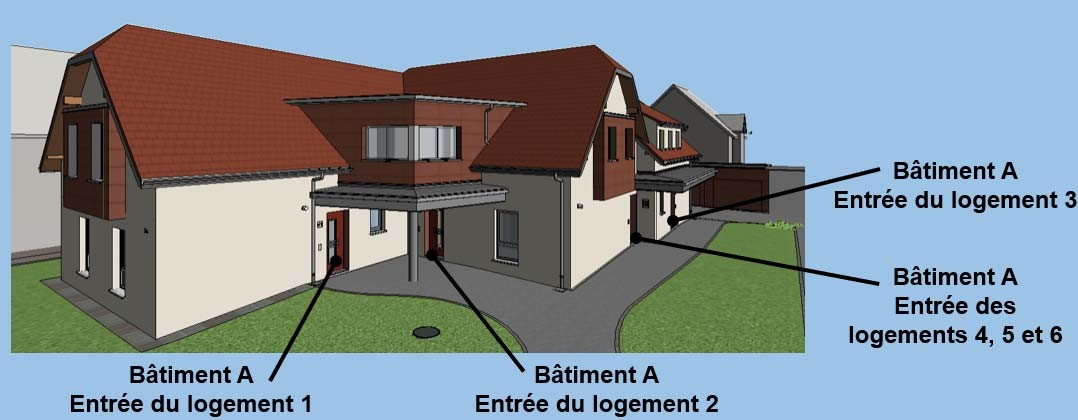 Bâtiment A
Entrée du logement 3
Bâtiment A
Entrée des
logements 4, 5 et 6
Bâtiment A
Entrée du logement 1
Bâtiment A
Entrée du logement 2